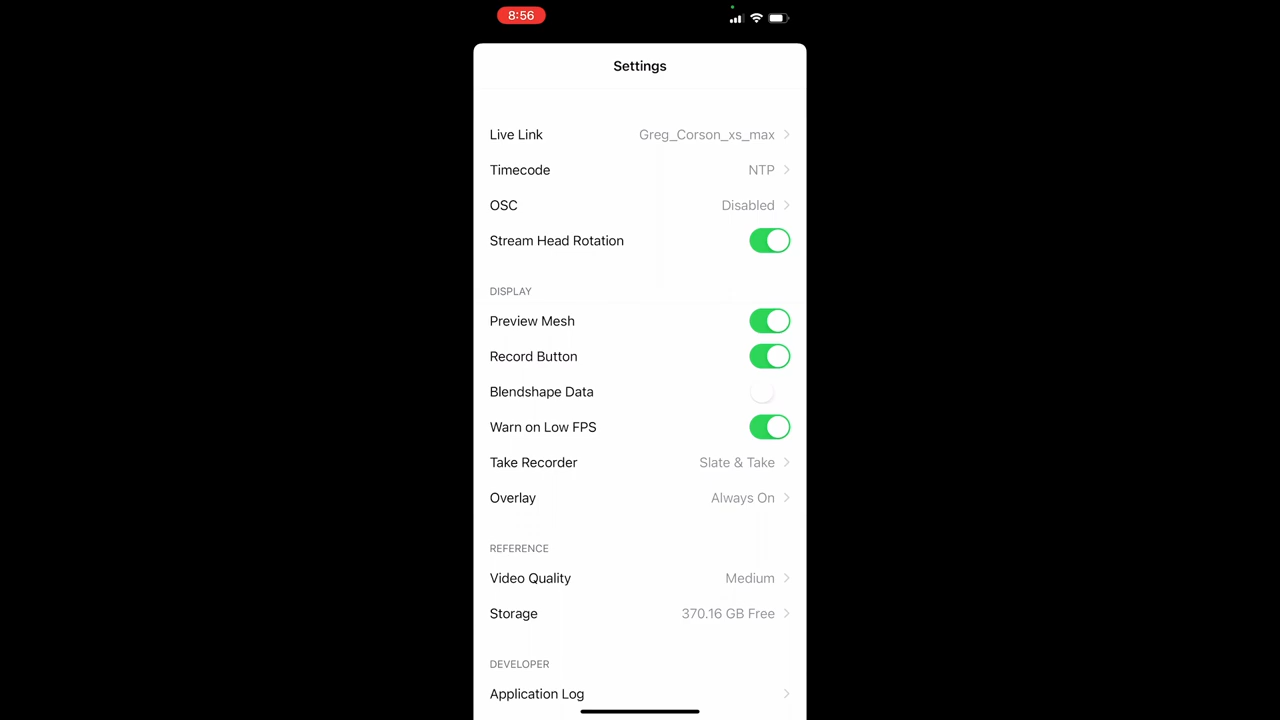 8:56
Settings
Live Link Greg_Corson_xs_max
Timecode NTP
OSC Disabled
Stream Head Rotation
DISPLAY
Preview Mesh
Record Button
Blendshape Data
Warn on Low FPS
Take Recorder Slate & Take
Overlay Always On
REFERENCE
Video Quality Medium
Storage 370.16 GB Free
DEVELOPER
Application Log